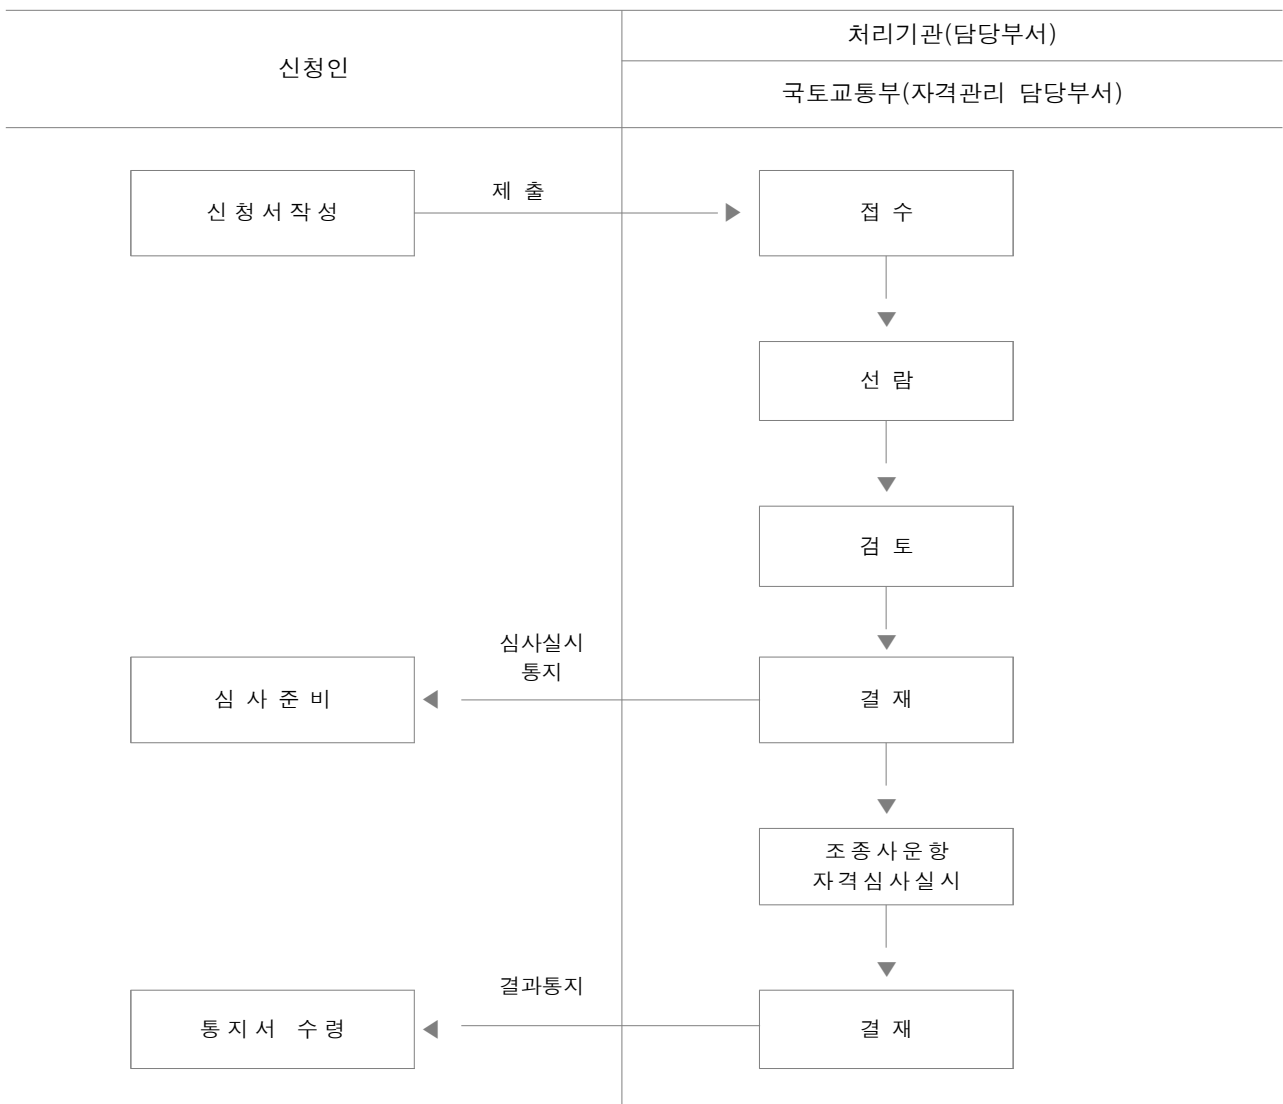 신청인
처리기관(담당부서)
국토교통부(자격관리 담당부서)
신청서작성
제 출
접 수
선 람
검 토
심사실시
통지
심 사 준 비
결 재
조종사운항
자격심사실시
결과통지
통지서 수령
결 재